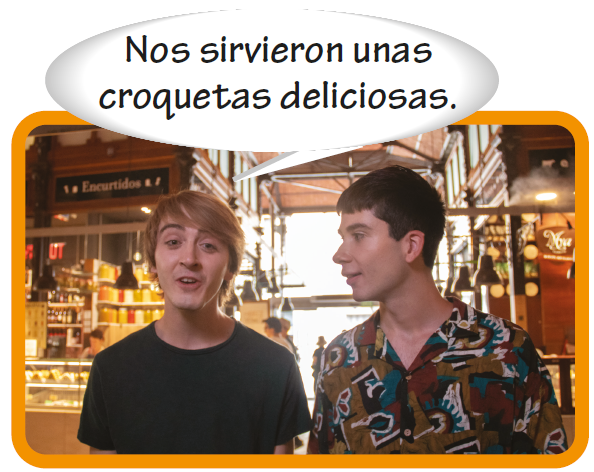 Nos sirvieron unas
croquetas deliciosas.
Encurtidos